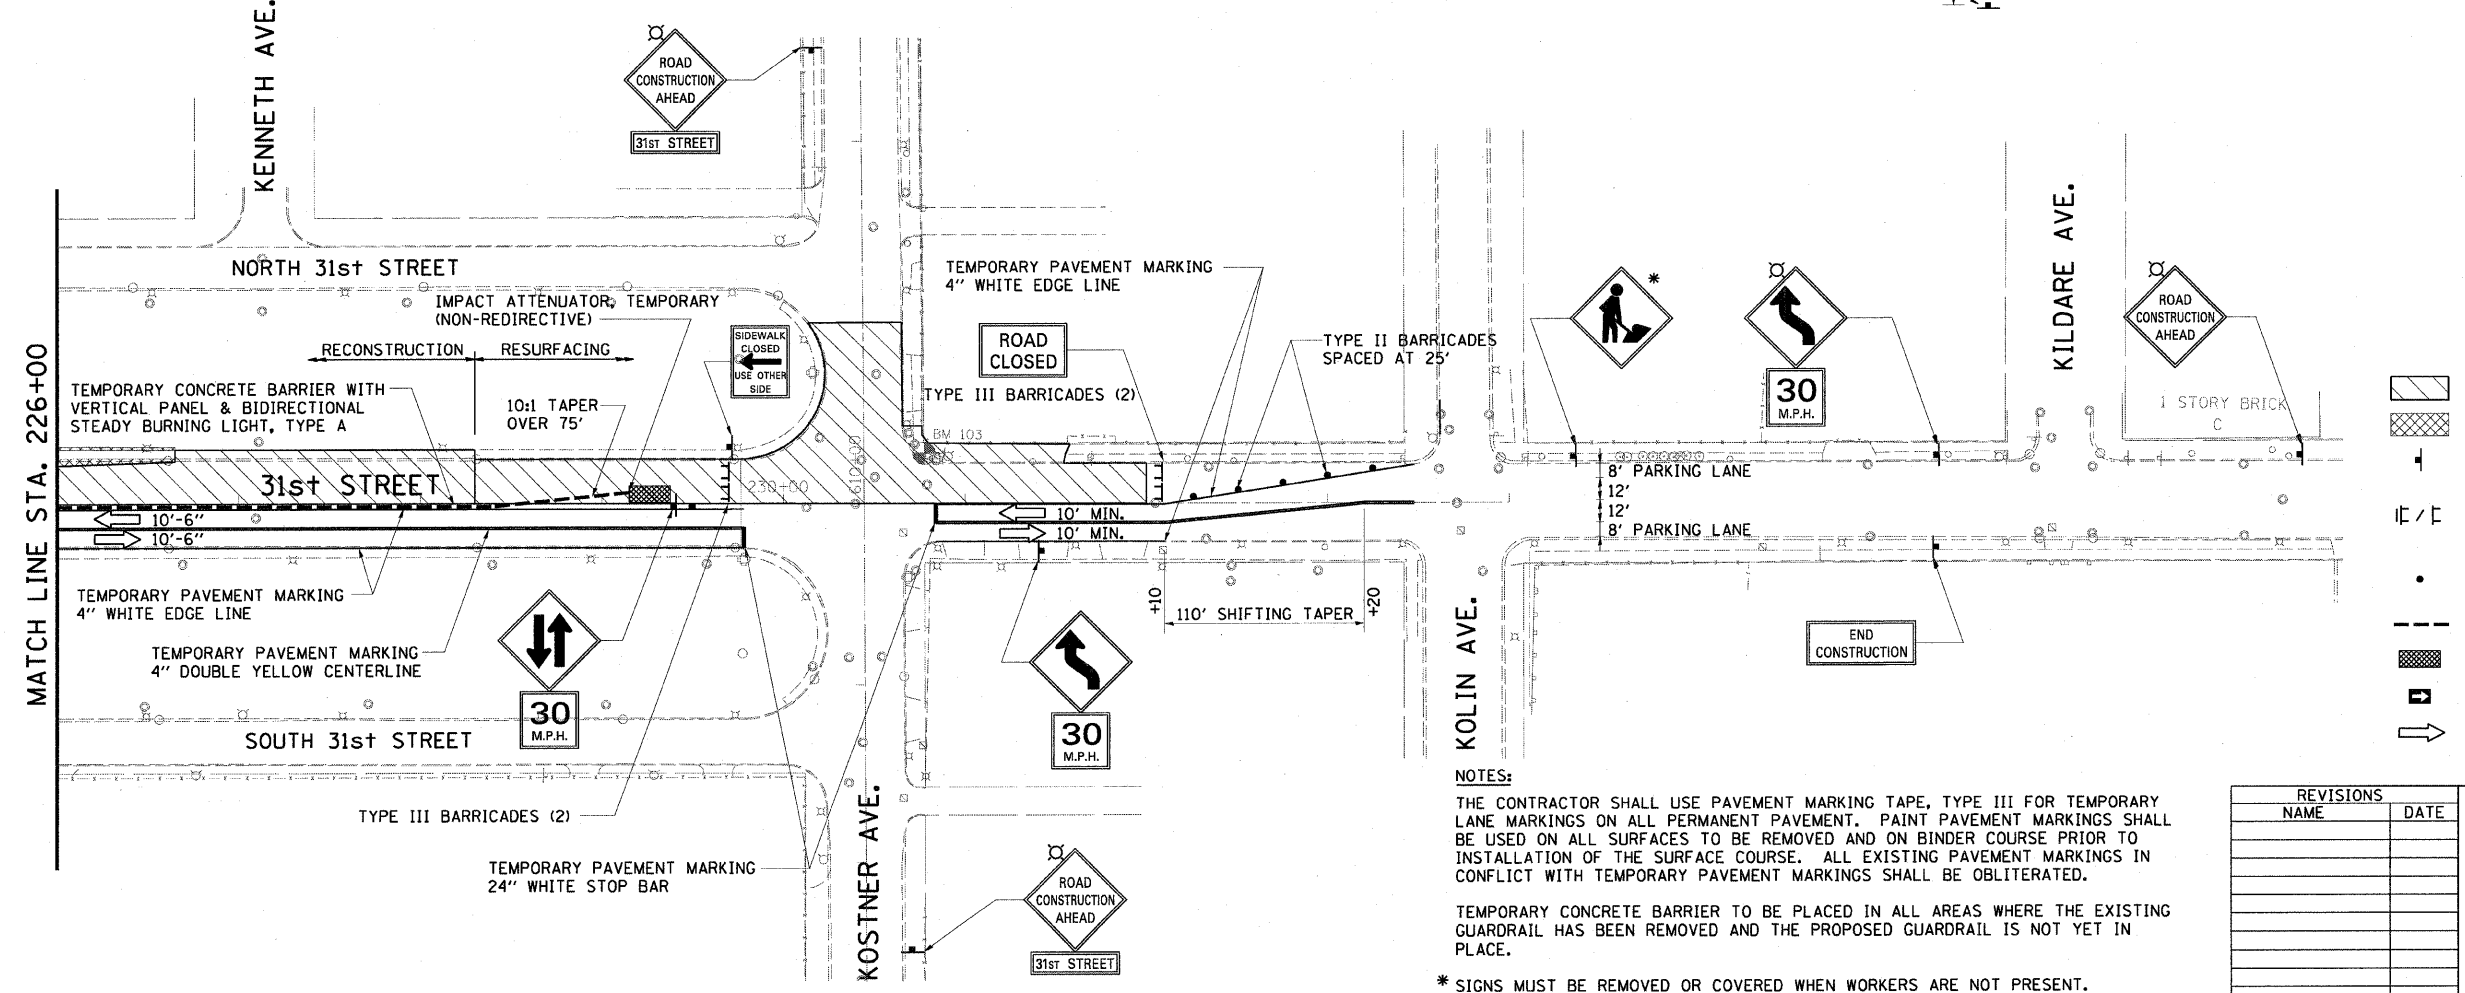 KENNETH AVE.
ROAD
CONSTRUCTION
AHEAD
31ST STREET
NORTH 31st STREET
IMPACT ATTENUATOR, TEMPORARY
(NON-REDIRECTIVE)
RECONSTRUCTION
RESURFACING
SIDEWALK
CLOSED
USE OTHER
SIDE
TEMPORARY CONCRETE BARRIER WITH
VERTICAL PANEL & BIDIRECTIONAL
STEADY BURNING LIGHT, TYPE A
10:1 TAPER
OVER 75'
MATCH LINE STA. 226+00
31st STREET
230+00
610+00
BM 103
10'-6"
10'-6"
TEMPORARY PAVEMENT MARKING
4" WHITE EDGE LINE
ROAD
CLOSED
TYPE III BARRICADES (2)
TYPE II BARRICADES
SPACED AT 25'
10' MIN.
10' MIN.
+10
110' SHIFTING TAPER
+20
30
M.P.H.
KILDARE AVE.
ROAD
CONSTRUCTION
AHEAD
1 STORY BRICK
C
8' PARKING LANE
12'
12'
8' PARKING LANE
END
CONSTRUCTION
KOLIN AVE.
TEMPORARY PAVEMENT MARKING
4" WHITE EDGE LINE
TEMPORARY PAVEMENT MARKING
4" DOUBLE YELLOW CENTERLINE
30
M.P.H.
30
M.P.H.
SOUTH 31st STREET
TYPE III BARRICADES (2)
TEMPORARY PAVEMENT MARKING
24" WHITE STOP BAR
KOSTNER AVE.
ROAD
CONSTRUCTION
AHEAD
31ST STREET
*
NOTES:
THE CONTRACTOR SHALL USE PAVEMENT MARKING TAPE, TYPE III FOR TEMPORARY
LANE MARKINGS ON ALL PERMANENT PAVEMENT. PAINT PAVEMENT MARKINGS SHALL
BE USED ON ALL SURFACES TO BE REMOVED AND ON BINDER COURSE PRIOR TO
INSTALLATION OF THE SURFACE COURSE. ALL EXISTING PAVEMENT MARKINGS IN
CONFLICT WITH TEMPORARY PAVEMENT MARKINGS SHALL BE OBLITERATED.
TEMPORARY CONCRETE BARRIER TO BE PLACED IN ALL AREAS WHERE THE EXISTING
GUARDRAIL HAS BEEN REMOVED AND THE PROPOSED GUARDRAIL IS NOT YET IN
PLACE.
* SIGNS MUST BE REMOVED OR COVERED WHEN WORKERS ARE NOT PRESENT.
REVISIONS
NAME DATE